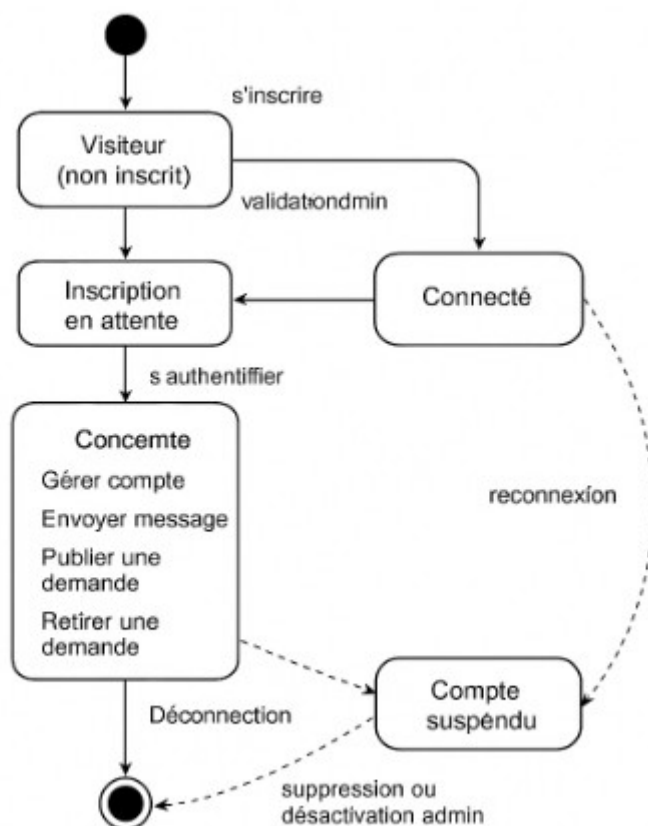 s'inscrire
Visiteur
(non inscrit)
validationdmin
Inscription
en attente
Connecté
s authentiffier
Concemte
Gérer compte
Envoyer message
Publier une
demande
Retirer une
demande
reconnexíon
Compte
suspéndu
Déconnection
suppression ou
désactivation admin